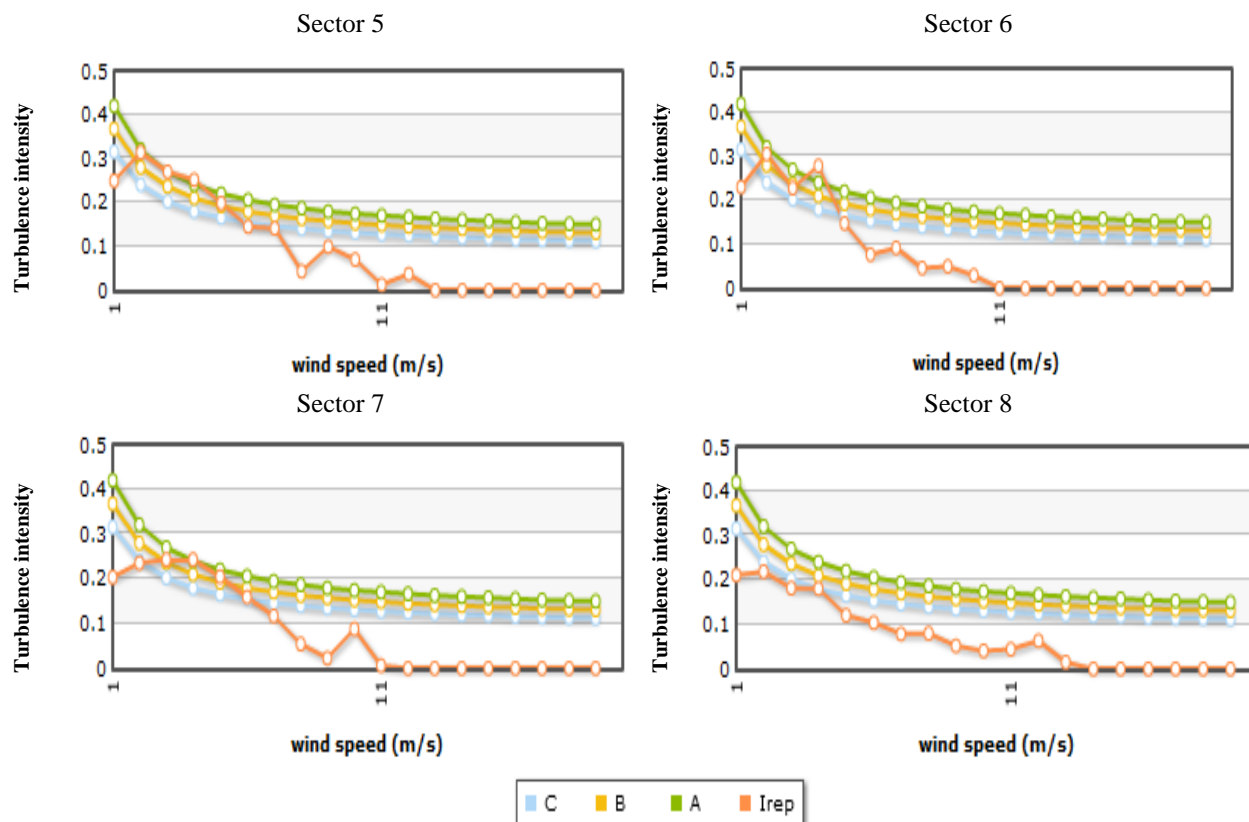 Sector 5
Turbulence intensity
0.5
0.4
0.3
0.2
0.1
0
1
11
wind speed (m/s)
Sector 6
Turbulence intensity
0.5
0.4
0.3
0.2
0.1
0
1
11
wind speed (m/s)
Sector 7
Turbulence intensity
0.5
0.4
0.3
0.2
0.1
0
1
11
wind speed (m/s)
Sector 8
Turbulence intensity
0.5
0.4
0.3
0.2
0.1
0
1
11
wind speed (m/s)
C B A Irep